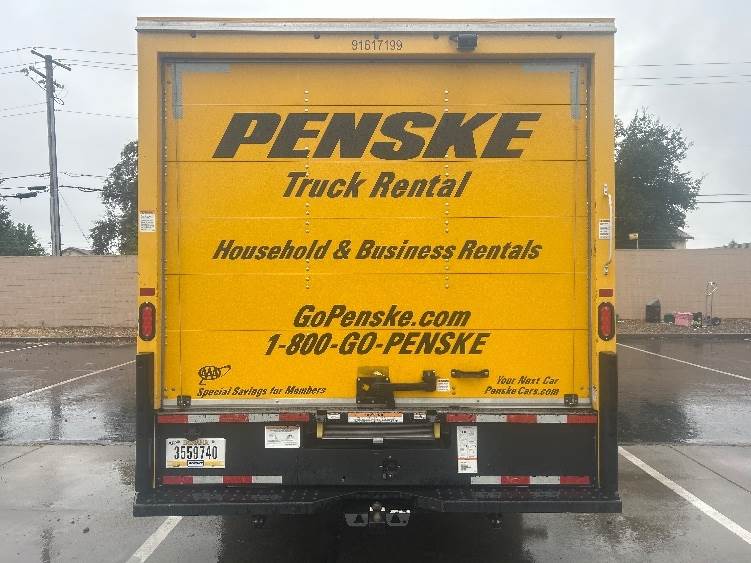 91617199
PENSKE
Truck Rental
Household & Business Rentals
GoPenske.com
1-800-GO-PENSKE
AAA
Special Savings for Members
Your Next Car
PenskeCars.com
INDIANA
3559740